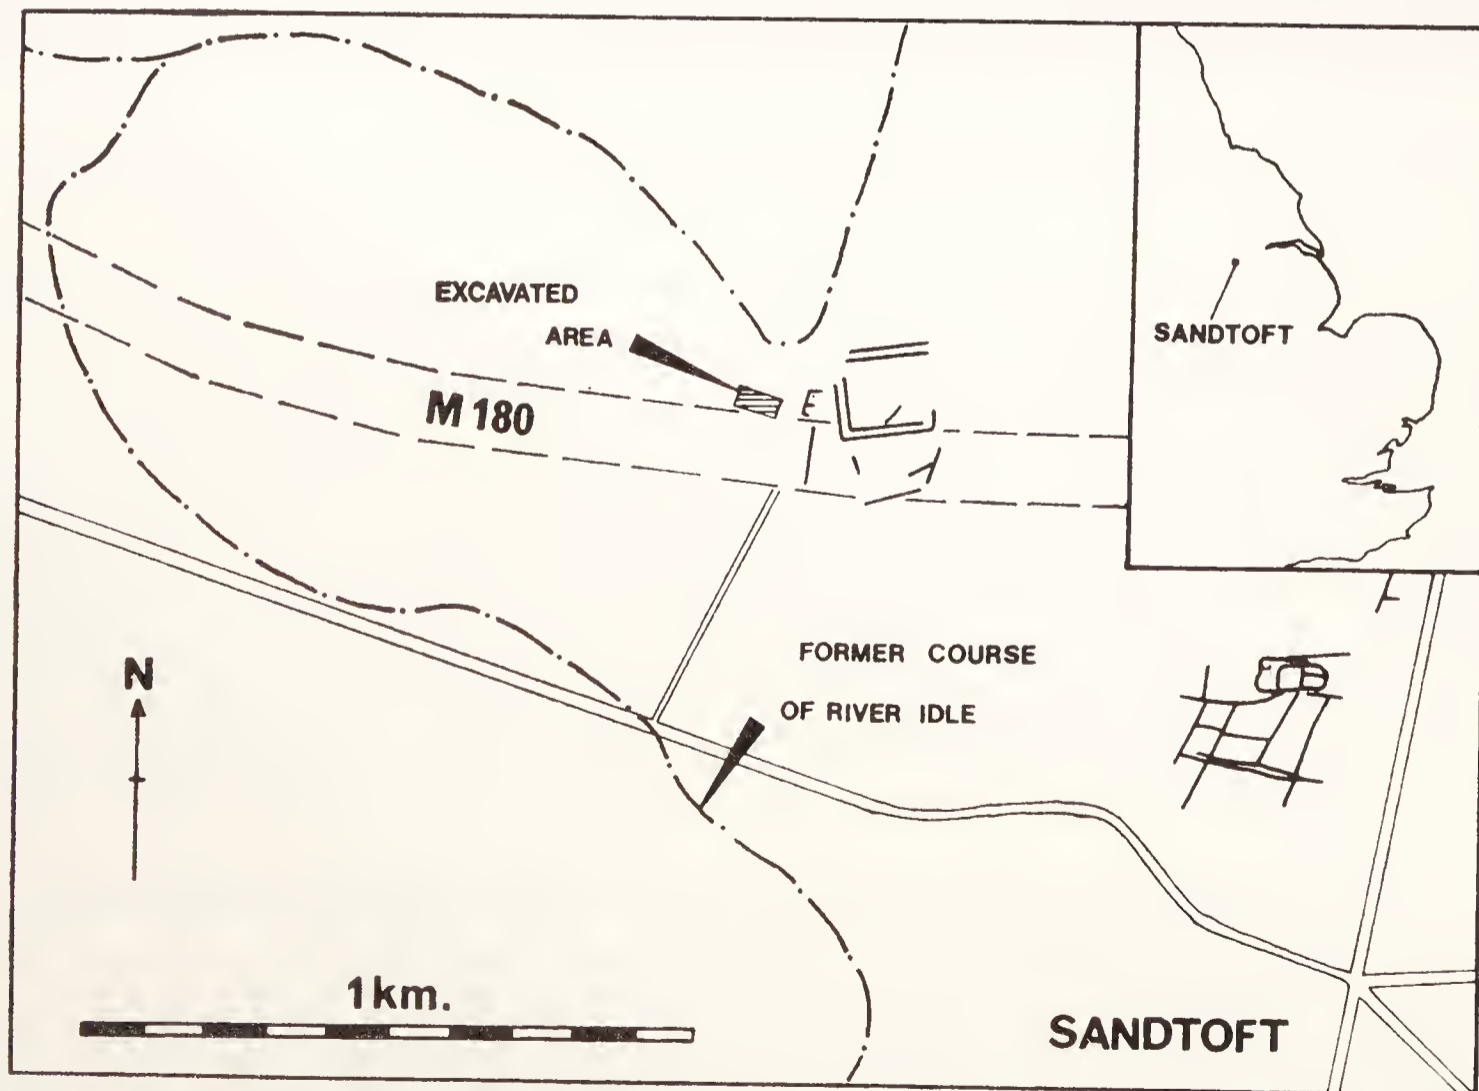 EXCAVATED
AREA
M 180
SANDTOFT
N
FORMER COURSE
OF RIVER IDLE
1km.
SANDTOFT